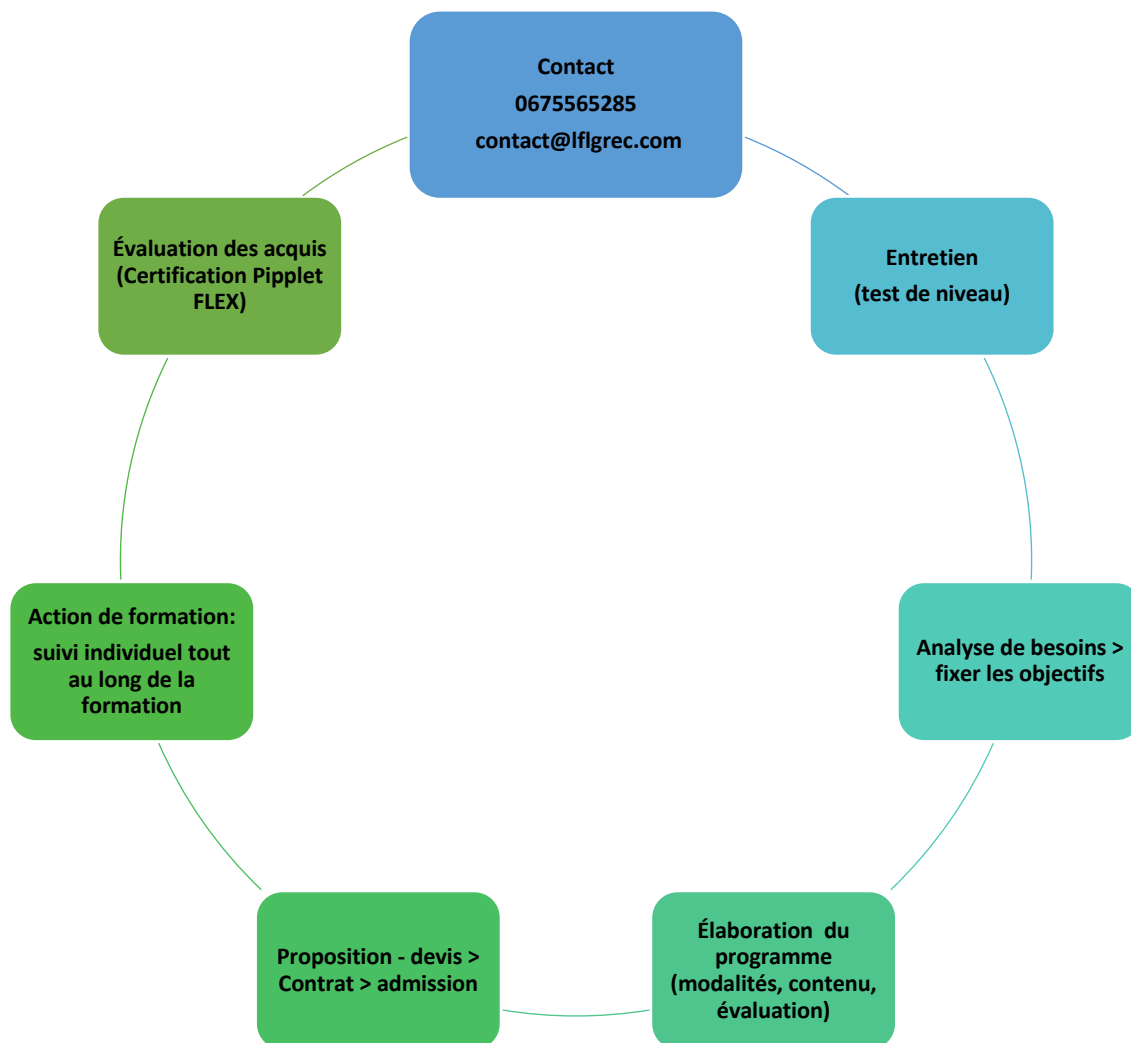 Contact
0675565285
contact@lflgrec.com
Entretien
(test de niveau)
Analyse de besoins >
fixer les objectifs
Élaboration du
programme
(modalités, contenu,
évaluation)
Proposition - devis >
Contrat > admission
Action de formation:
suivi individuel tout
au long de la
formation
Évaluation des acquis
(Certification Pipplet
FLEX)